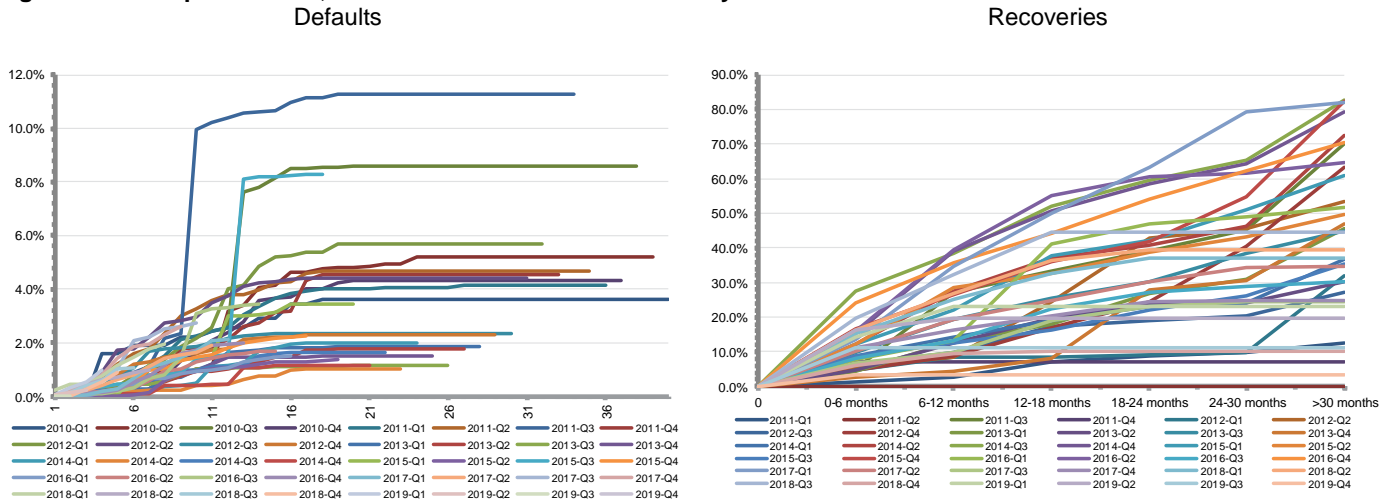 Defaults
12.0%
10.0%
8.0%
6.0%
4.0%
2.0%
0.0%
1 6 11 16 21 26 31 36
2010-Q1 2010-Q2 2010-Q3 2010-Q4 2011-Q1 2011-Q2 2011-Q3 2011-Q4
2012-Q1 2012-Q2 2012-Q3 2012-Q4 2013-Q1 2013-Q2 2013-Q3 2013-Q4
2014-Q1 2014-Q2 2014-Q3 2014-Q4 2015-Q1 2015-Q2 2015-Q3 2015-Q4
2016-Q1 2016-Q2 2016-Q3 2016-Q4 2017-Q1 2017-Q2 2017-Q3 2017-Q4
2018-Q1 2018-Q2 2018-Q3 2018-Q4 2019-Q1 2019-Q2 2019-Q3 2019-Q4
Recoveries
90.0%
80.0%
70.0%
60.0%
50.0%
40.0%
30.0%
20.0%
10.0%
0.0%
0 0-6 months 6-12 months 12-18 months 18-24 months 24-30 months >30 months
2011-Q1 2011-Q2 2011-Q3 2011-Q4 2012-Q1 2012-Q2
2012-Q3 2012-Q4 2013-Q1 2013-Q2 2013-Q3 2013-Q4
2014-Q1 2014-Q2 2014-Q3 2014-Q4 2015-Q1 2015-Q2
2015-Q3 2015-Q4 2016-Q1 2016-Q2 2016-Q3 2016-Q4
2017-Q1 2017-Q2 2017-Q3 2017-Q4 2018-Q1 2018-Q2
2018-Q3 2018-Q4 2019-Q1 2019-Q2 2019-Q3 2019-Q4